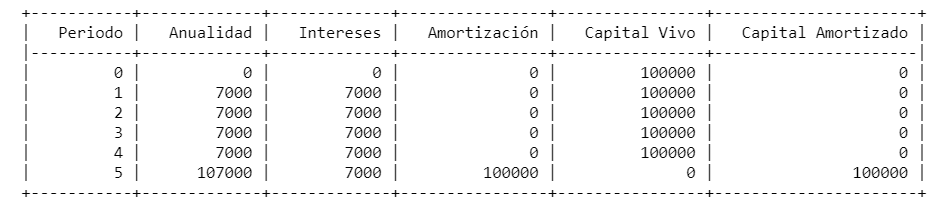 +-----------+------------+-------------+----------------+----------------+----------------------+
|   Periodo |   Anualidad |   Intereses |   Amortización |   Capital Vivo |   Capital Amortizado |
|-----------+------------+-------------+----------------+----------------+----------------------|
|         0 |           0 |           0 |              0 |         100000 |                    0 |
|         1 |        7000 |        7000 |              0 |         100000 |                    0 |
|         2 |        7000 |        7000 |              0 |         100000 |                    0 |
|         3 |        7000 |        7000 |              0 |         100000 |                    0 |
|         4 |        7000 |        7000 |              0 |         100000 |                    0 |
|         5 |      107000 |        7000 |         100000 |              0 |               100000 |
+-----------+------------+-------------+----------------+----------------+----------------------+